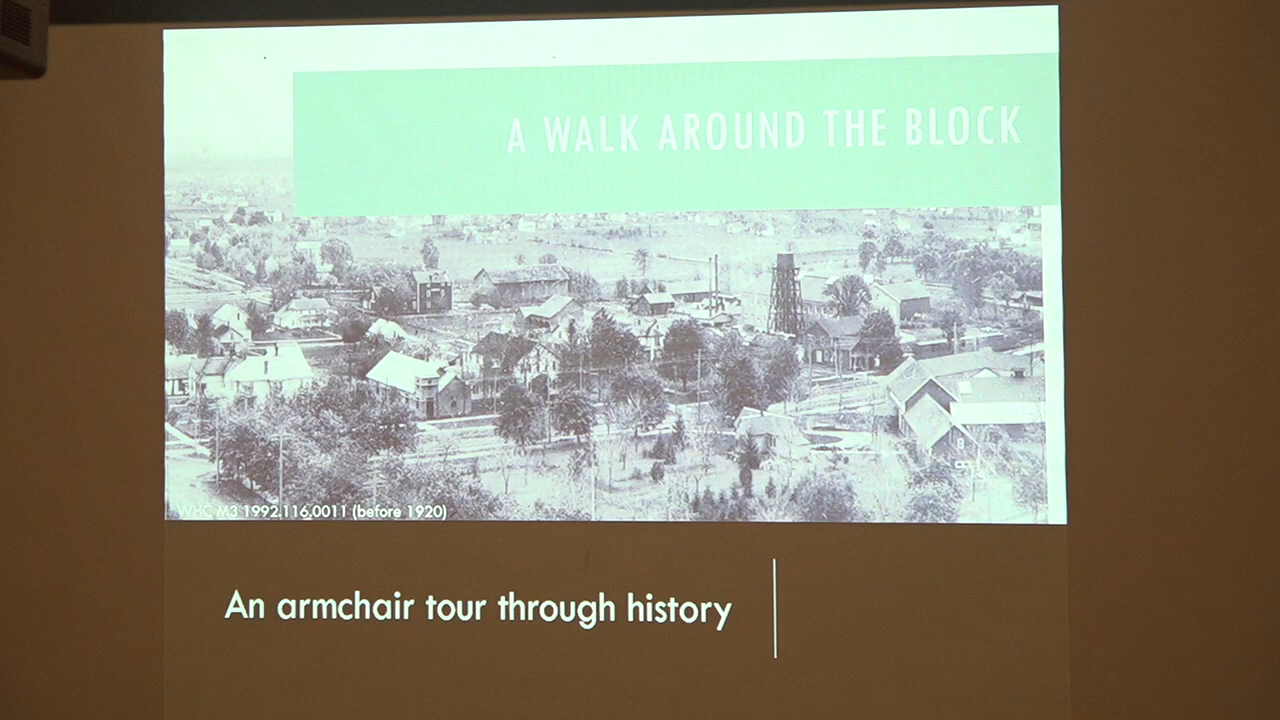 A WALK AROUND THE BLOCK
WHC M3 1992.116.0011 (before 1920)
An armchair tour through history